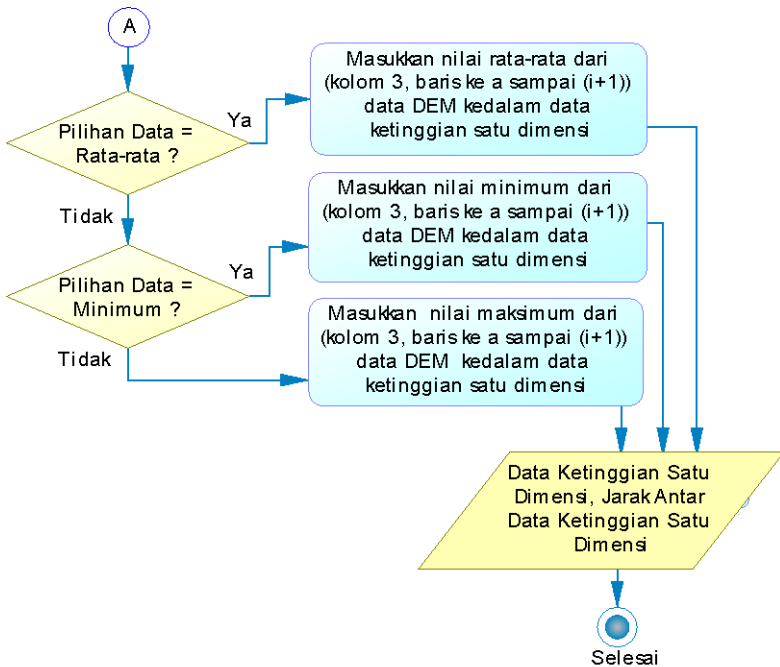 A
Masukkan nilai rata-rata dari
(kolom 3, baris ke a sampai (i+1))
data DEM kedalam data
ketinggian satu dimensi
Pilihan Data =
Rata-rata ?
Ya
Tidak
Masukkan nilai minimum dari
(kolom 3, baris ke a sampai (i+1))
data DEM kedalam data
ketinggian satu dimensi
Pilihan Data =
Minimum ?
Ya
Tidak
Masukkan nilai maksimum dari
(kolom 3, baris ke a sampai (i+1))
data DEM kedalam data
ketinggian satu dimensi
Data Ketinggian Satu
Dimensi, Jarak Antar
Data Ketinggian Satu
Dimensi
Selesai